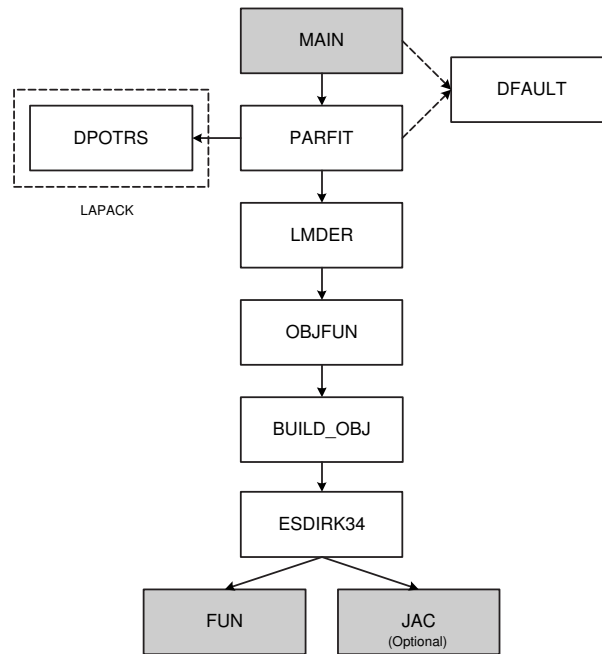 MAIN
DFAULT
DPOTRS
PARFIT
LAPACK
LMDER
OBJFUN
BUILD_OBJ
ESDIRK34
FUN
JAC
(Optional)